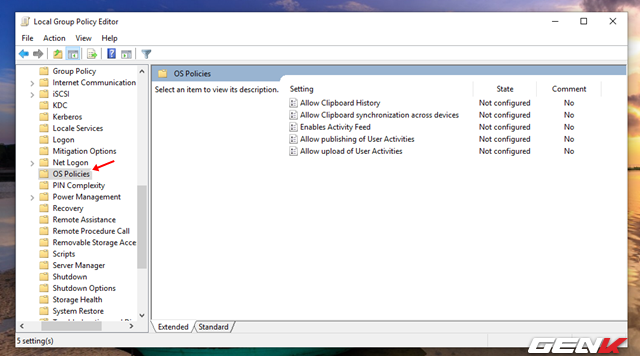 Local Group Policy Editor
File Action View Help
OS Policies
Group Policy
Internet Communication
iSCSI
KDC
Kerberos
Locale Services
Logon
Mitigation Options
Net Logon
OS Policies
PIN Complexity
Power Management
Recovery
Remote Assistance
Remote Procedure Call
Removable Storage Acce
Scripts
Server Manager
Shutdown
Shutdown Options
Storage Health
System Restore
Select an item to view its description.
Setting State Comment
Allow Clipboard History Not configured No
Allow Clipboard synchronization across devices Not configured No
Enables Activity Feed Not configured No
Allow publishing of User Activities Not configured No
Allow upload of User Activities Not configured No
Extended Standard
5 setting(s)
GENK